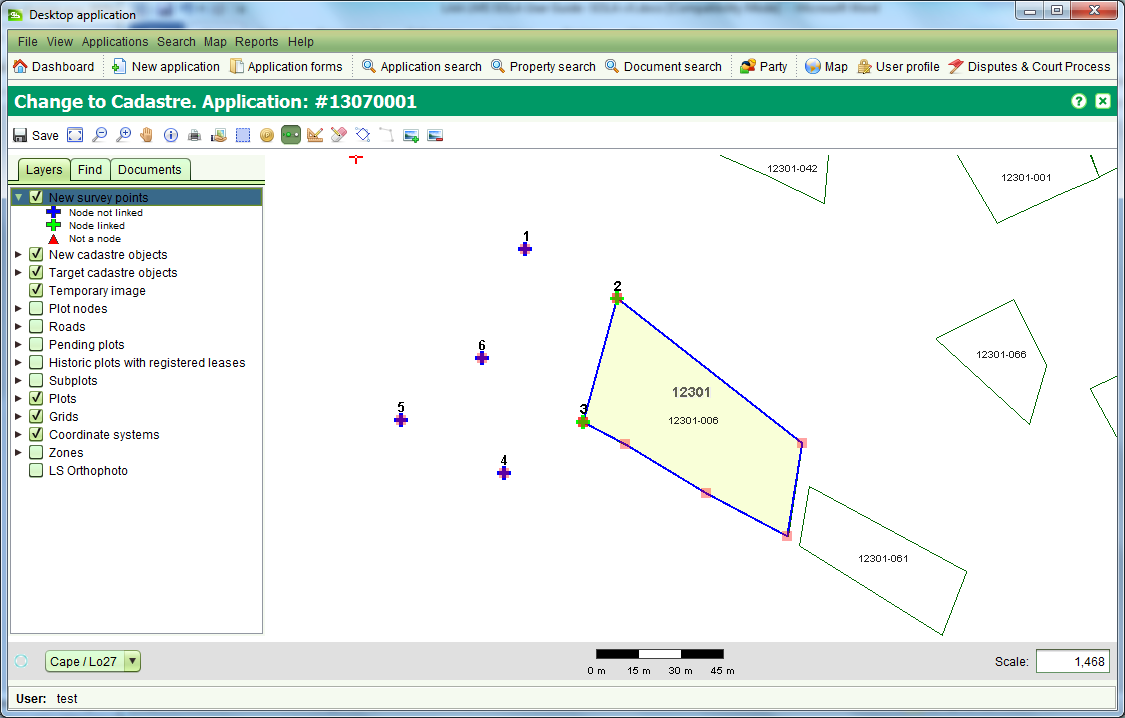 Desktop application
File View Applications Search Map Reports Help
Dashboard New application Application forms Application search Property search Document search Party Map User profile Disputes & Court Process
Change to Cadastre. Application: #13070001
Save
Layers Find Documents
New survey points
Node not linked
Node linked
Not a node
New cadastre objects
Target cadastre objects
Temporary image
Plot nodes
Roads
Pending plots
Historic plots with registered leases
Subplots
Plots
Grids
Coordinate systems
Zones
LS Orthophoto
12301-042
12301-001
1
2
6
12301-066
12301
5
3
12301-006
4
12301-061
Cape / Lo27
0 m 15 m 30 m 45 m
Scale: 1,468
User: test